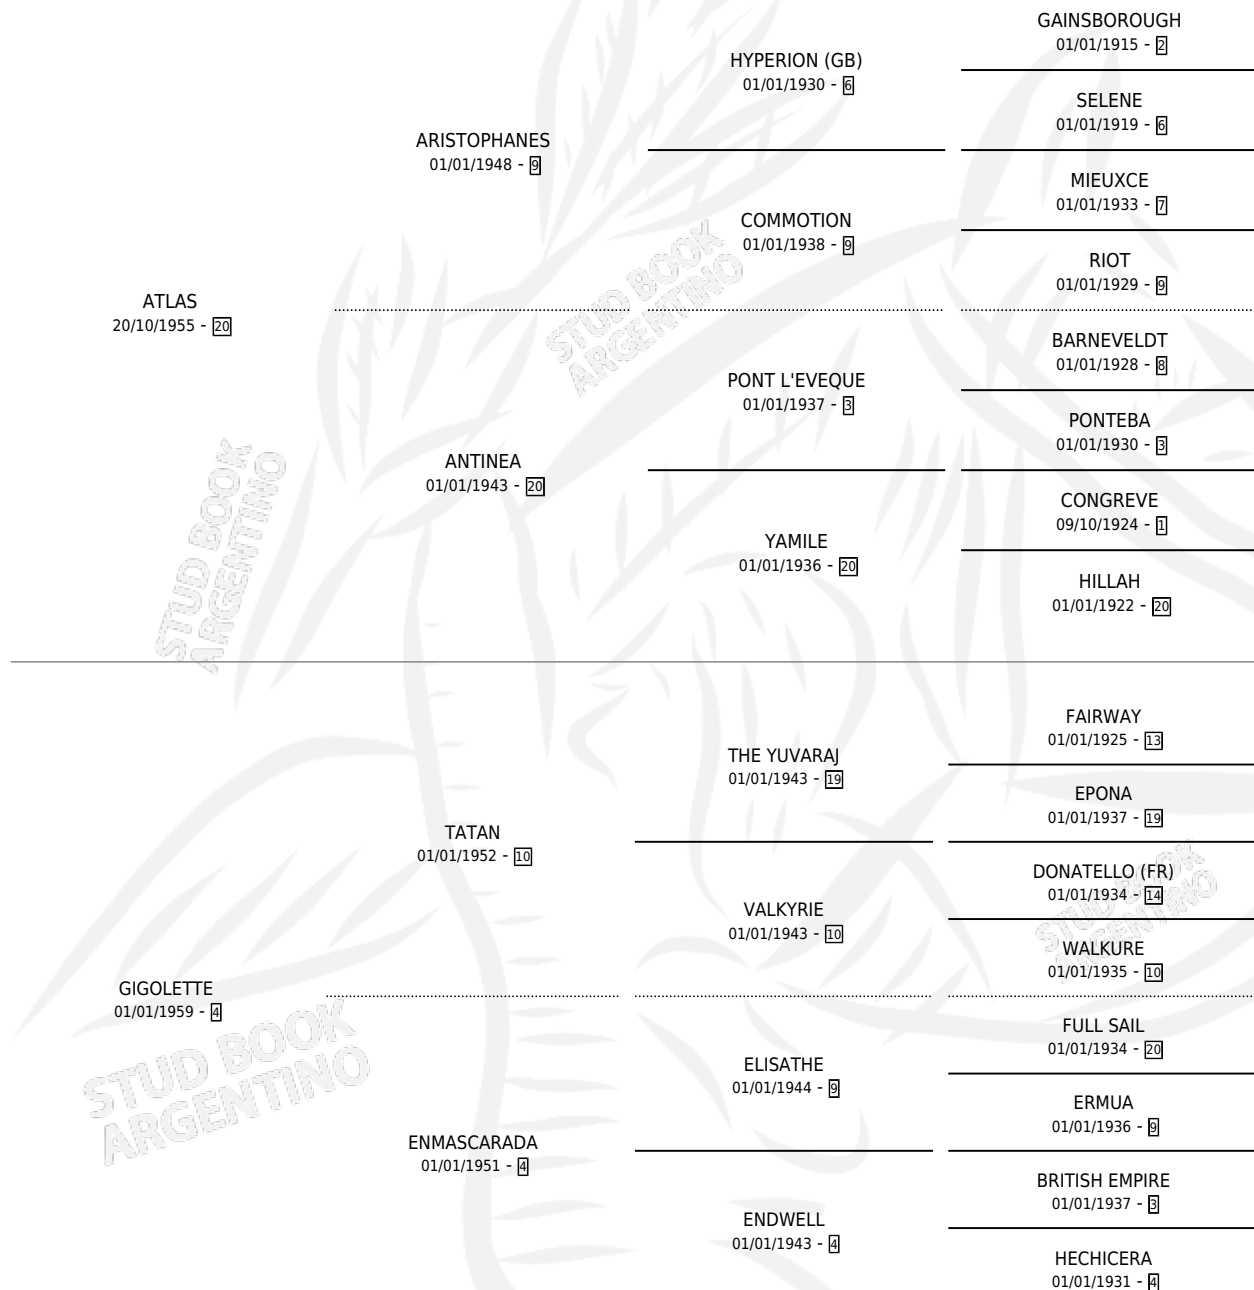 GAINSBOROUGH
01/01/1915 - 2
HYPERION (GB)
01/01/1930 - 6
SELENE
01/01/1919 - 6
ARISTOPHANES
01/01/1948 - 9
MIEUXCE
01/01/1933 - 7
COMMOTION
01/01/1938 - 9
RIOT
01/01/1929 - 9
ATLAS
20/10/1955 - 20
BARNEVELDT
01/01/1928 - 8
PONT L'EVEQUE
01/01/1937 - 3
PONTEBA
01/01/1930 - 3
ANTINEA
01/01/1943 - 20
CONGREVE
09/10/1924 - 1
YAMILE
01/01/1936 - 20
HILLAH
01/01/1922 - 20
FAIRWAY
01/01/1925 - 13
THE YUVARAJ
01/01/1943 - 19
EPONA
01/01/1937 - 19
TATAN
01/01/1952 - 10
DONATELLO (FR)
01/01/1934 - 14
VALKYRIE
01/01/1943 - 10
WALKURE
01/01/1935 - 10
GIGOLETTE
01/01/1959 - 4
FULL SAIL
01/01/1934 - 20
ELISATHE
01/01/1944 - 9
ERMUA
01/01/1936 - 9
ENMASCARADA
01/01/1951 - 4
BRITISH EMPIRE
01/01/1937 - 3
ENDWELL
01/01/1943 - 4
HECHICERA
01/01/1931 - 4
STUD BOOK
ARGENTINO
STUD BOOK
ARGENTINO
STUD BOOK
ARGENTINO
STUD BOOK
ARGENTINO